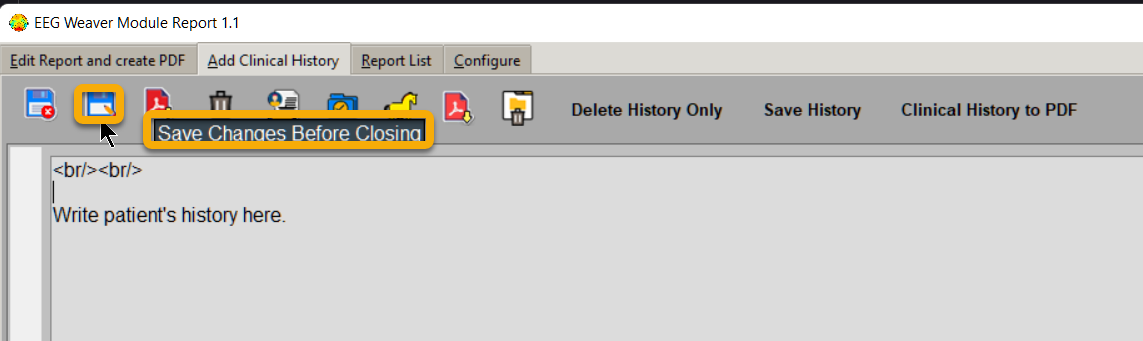 EEG Weaver Module Report 1.1
Edit Report and create PDF Add Clinical History Report List Configure
Delete History Only Save History Clinical History to PDF
Save Changes Before Closing
<br/><br/>
Write patient's history here.